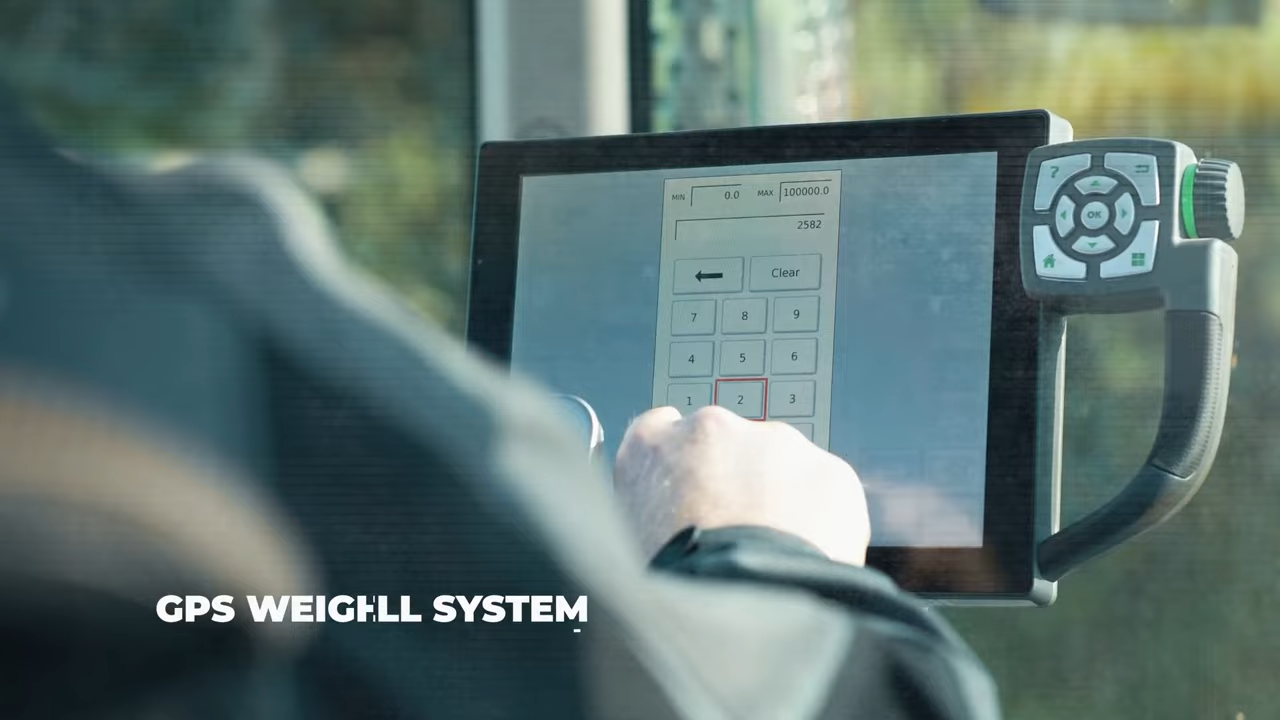 MIN 0.0 MAX 100000.0
2582
Clear
7 8 9
4 5 6
1 2 3
?
OK
GPS WEIGHLL SYSTEM